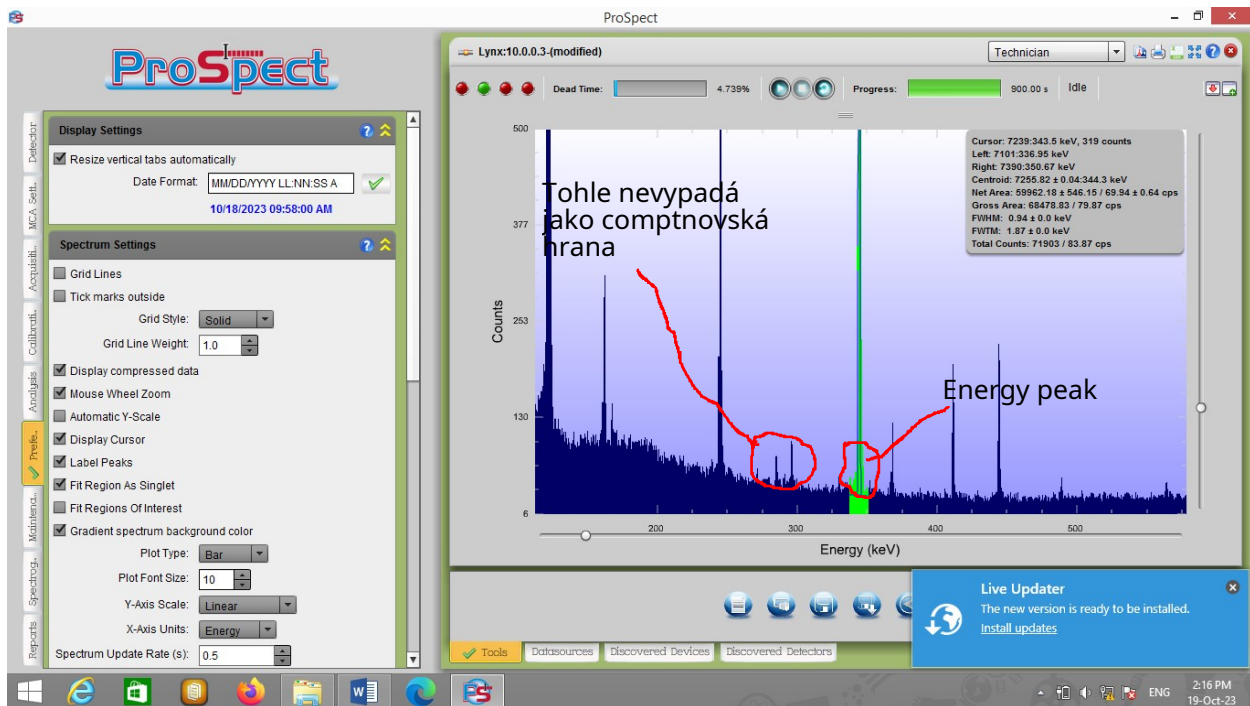 ProSpect
ProSpect
Detector
MCA Sett.
Acquisiti..
Calibrati..
Analysis
Prefe..
Maintenc..
Spectrog..
Reports
Display Settings
Resize vertical tabs automatically
Date Format: MM/DD/YYYY LL:NN:SS A
10/18/2023 09:58:00 AM
Spectrum Settings
Grid Lines
Tick marks outside
Grid Style: Solid
Grid Line Weight: 1.0
Display compressed data
Mouse Wheel Zoom
Automatic Y-Scale
Display Cursor
Label Peaks
Fit Region As Singlet
Fit Regions Of Interest
Gradient spectrum background color
Plot Type: Bar
Plot Font Size: 10
Y-Axis Scale: Linear
X-Axis Units: Energy
Spectrum Update Rate (s): 0.5
Lynx:10.0.0.3-(modified)
Technician
Dead Time: 4.739% Progress: 900.00 s Idle
Cursor: 7239:343.5 keV, 319 counts
Left: 7101:336.95 keV
Right: 7390:350.67 keV
Centroid: 7255.82 ± 0.04:344.3 keV
Net Area: 59962.18 ± 546.15 / 69.94 ± 0.64 cps
Gross Area: 68478.83 / 79.87 cps
FWHM: 0.94 ± 0.0 keV
FWTM: 1.87 ± 0.0 keV
Total Counts: 71903 / 83.87 cps
Tohle nevypadá
jako comptnovská
hrana
Energy peak
Counts
500
377
253
130
6
200 300 400 500
Energy (keV)
Tools Datasources Discovered Devices Discovered Detectors
Live Updater
The new version is ready to be installed.
Install updates
ENG
2:16 PM
19-Oct-23